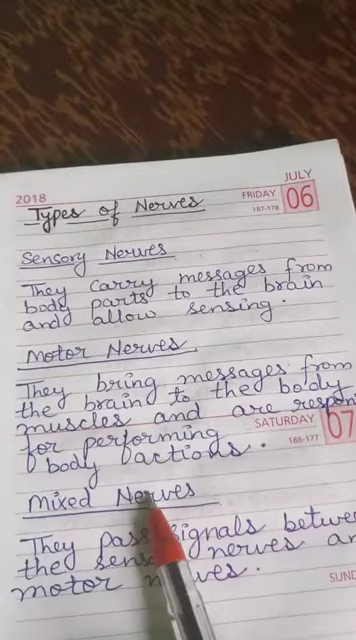 JULY
2018 FRIDAY 06
Types of Nerves 187-178
Sensory Nerves
They carry messages from
body parts to the brain
and allow sensing.
Motor Nerves
They bring messages from
the brain to the body
muscles and are respon
SATURDAY 07
for performing 188-177
body actions.
Mixed Nerves
They pass signals betwe
the nerves
motor
SUND